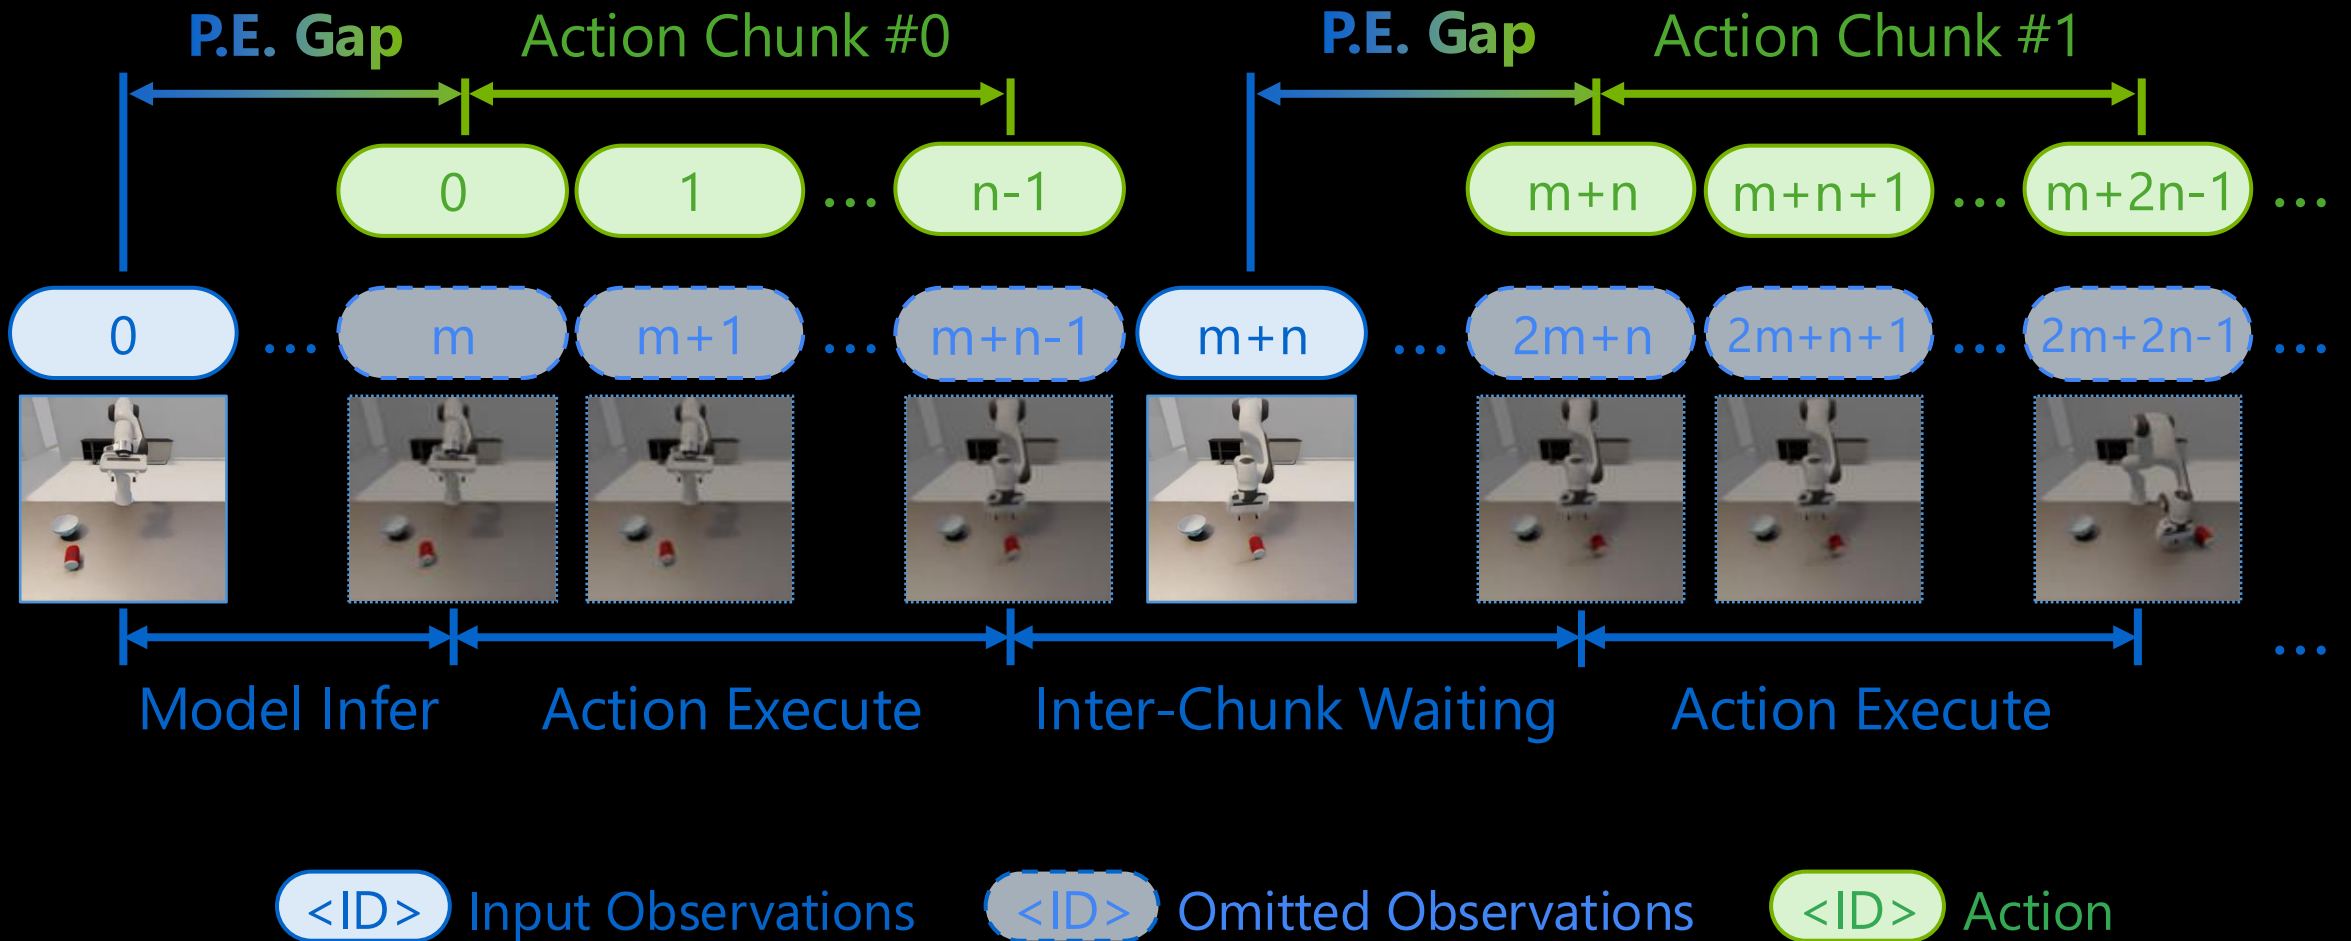 P.E. Gap Action Chunk #0 P.E. Gap Action Chunk #1
0 1 ... n-1 m+n m+n+1 ... m+2n-1 ...
0 ... m m+1 ... m+n-1 m+n ... 2m+n 2m+n+1 ... 2m+2n-1 ...
...
Model Infer Action Execute Inter-Chunk Waiting Action Execute
<ID> Input Observations <ID> Omitted Observations <ID> Action